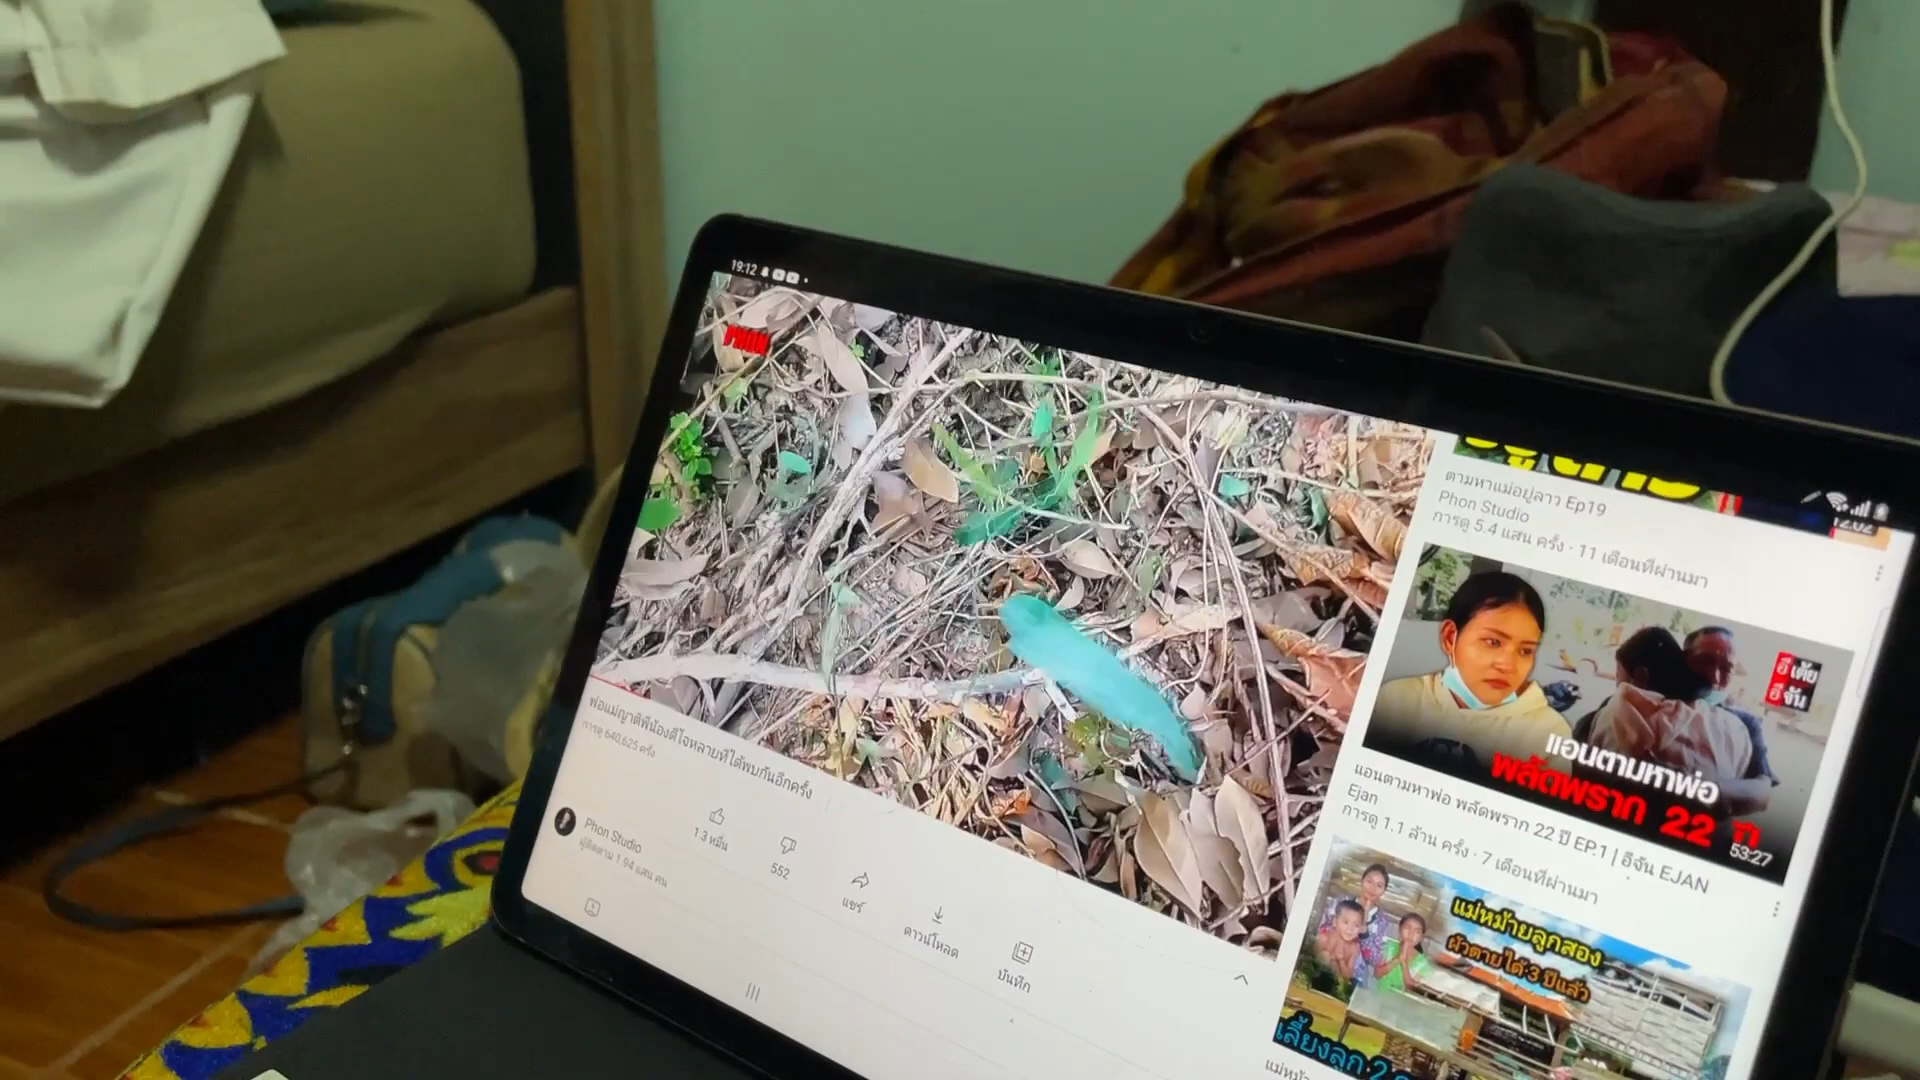 19:12
PHON
พ่อแม่ญาติพี่น้องดีใจหลายที่ได้พบกันอีกครั้ง
การดู 640,625 ครั้ง
Phon Studio
ผู้ติดตาม 1.94 แสน คน
1.3 หมื่น
552
แชร์
ดาวน์โหลด
บันทึก
ตามหาแม่อยู่ลาว Ep19
Phon Studio
การดู 5.4 แสน ครั้ง · 11 เดือนที่ผ่านมา
อีจัน
แอนตามหาพ่อ
พลัดพราก 22 ปี
53:27
แอนตามหาพ่อ พลัดพราก 22 ปี EP.1 | อีจัน EJAN
Ejan
การดู 1.1 ล้าน ครั้ง · 7 เดือนที่ผ่านมา
แม่หม้ายลูกสอง
ผัวตายได้ 3 ปีแล้ว
เลี้ยงลูก 2
แม่หม้